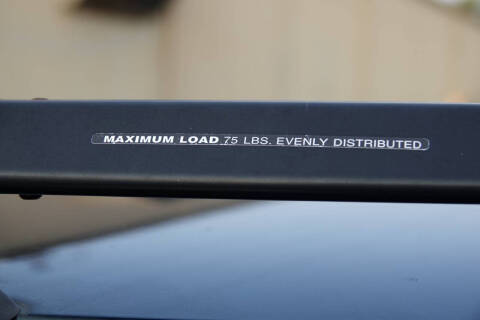 MAXIMUM LOAD 75 LBS. EVENLY DISTRIBUTED